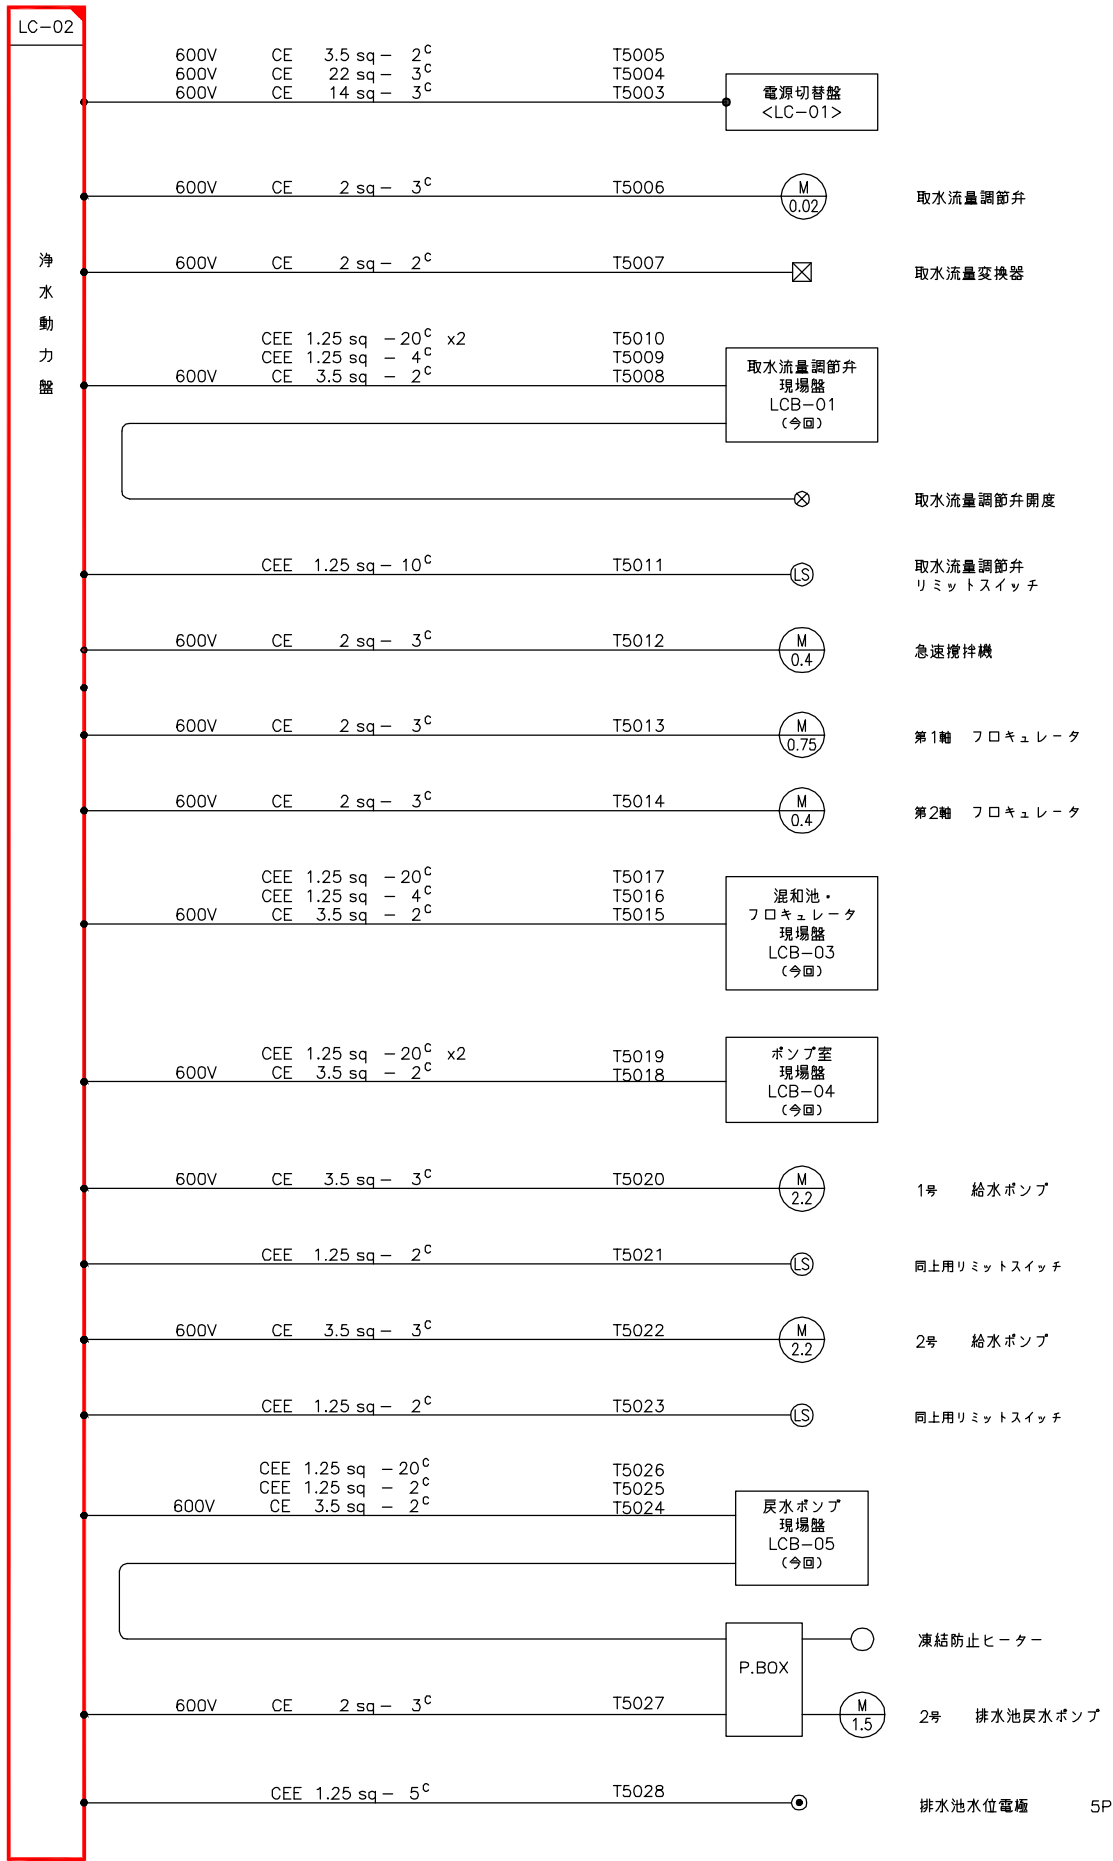 LC-02
浄水動力盤
600V CE 3.5 sq - 2C T5005
600V CE 22 sq - 3C T5004
600V CE 14 sq - 3C T5003
電源切替盤
<LC-01>
600V CE 2 sq - 3C T5006
M
0.02
取水流量調節弁
600V CE 2 sq - 2C T5007
取水流量変換器
CEE 1.25 sq - 20C x2 T5010
CEE 1.25 sq - 4C T5009
600V CE 3.5 sq - 2C T5008
取水流量調節弁
現場盤
LCB-01
(今回)
取水流量調節弁開度
CEE 1.25 sq - 10C T5011
LS
取水流量調節弁
リミットスイッチ
600V CE 2 sq - 3C T5012
M
0.4
急速攪拌機
600V CE 2 sq - 3C T5013
M
0.75
第1軸 フロキュレータ
600V CE 2 sq - 3C T5014
M
0.4
第2軸 フロキュレータ
CEE 1.25 sq - 20C T5017
CEE 1.25 sq - 4C T5016
600V CE 3.5 sq - 2C T5015
混和池・
フロキュレータ
現場盤
LCB-03
(今回)
CEE 1.25 sq - 20C x2 T5019
600V CE 3.5 sq - 2C T5018
ポンプ室
現場盤
LCB-04
(今回)
600V CE 3.5 sq - 3C T5020
M
2.2
1号 給水ポンプ
CEE 1.25 sq - 2C T5021
LS
同上用リミットスイッチ
600V CE 3.5 sq - 3C T5022
M
2.2
2号 給水ポンプ
CEE 1.25 sq - 2C T5023
LS
同上用リミットスイッチ
CEE 1.25 sq - 20C T5026
CEE 1.25 sq - 2C T5025
600V CE 3.5 sq - 2C T5024
戻水ポンプ
現場盤
LCB-05
(今回)
P.BOX
凍結防止ヒーター
600V CE 2 sq - 3C T5027
M
1.5
2号 排水池戻水ポンプ
CEE 1.25 sq - 5C T5028
排水池水位電極 5P